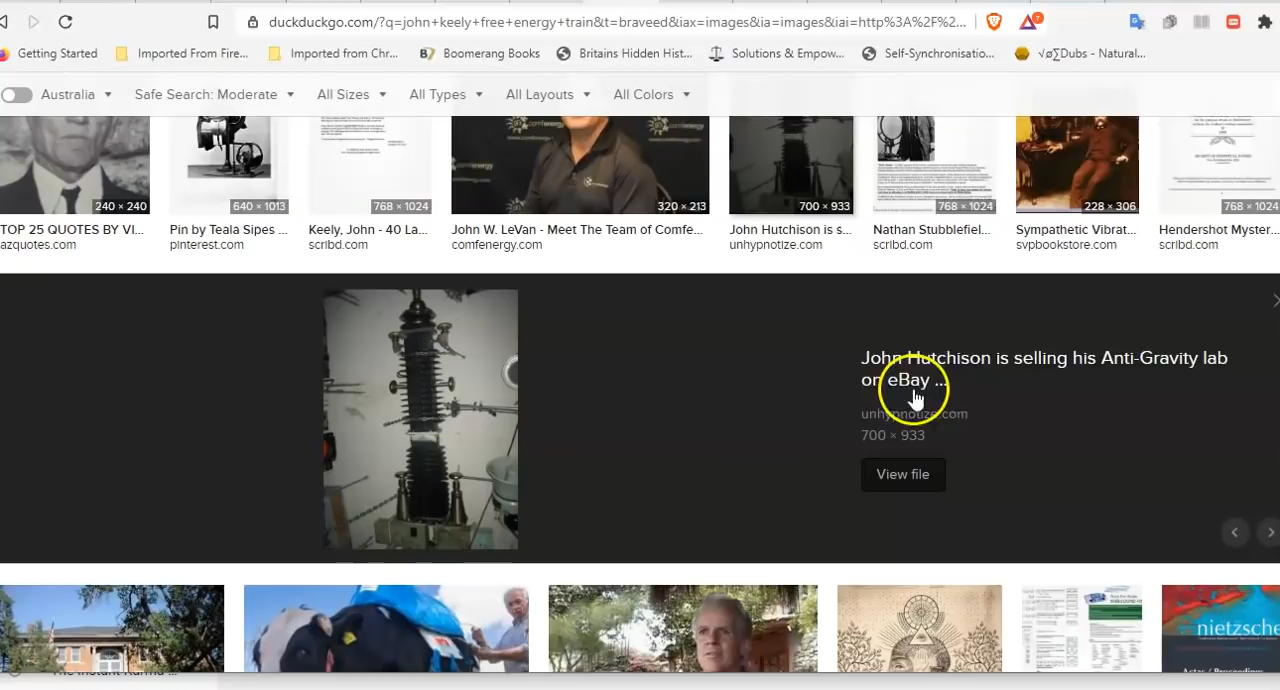 duckduckgo.com/?q=john+keely+free+energy+train&t=braveed&iax=images&ia=images&iai=http%3A%2F%2...
7
Getting Started
Imported From Fire...
Imported from Chr...
B7 Boomerang Books
Britains Hidden Hist...
Solutions & Empow...
Self-Synchronisatio...
√ø∑Dubs - Natural...
Australia
Safe Search: Moderate
All Sizes
All Types
All Layouts
All Colors
240 × 240
640 × 1013
768 × 1024
320 × 213
700 × 933
768 × 1024
228 × 306
768 × 1024
TOP 25 QUOTES BY VI...
azquotes.com
Pin by Teala Sipes ...
pinterest.com
Keely, John - 40 La...
scribd.com
John W. LeVan - Meet The Team of Comfe...
comfenergy.com
John Hutchison is s...
unhypnotize.com
Nathan Stubblefiel...
scribd.com
Sympathetic Vibrat...
svpbookstore.com
Hendershot Myster...
scribd.com
John Hutchison is selling his Anti-Gravity lab
on eBay ...
unhypnotize.com
700 × 933
View file
nietzsche